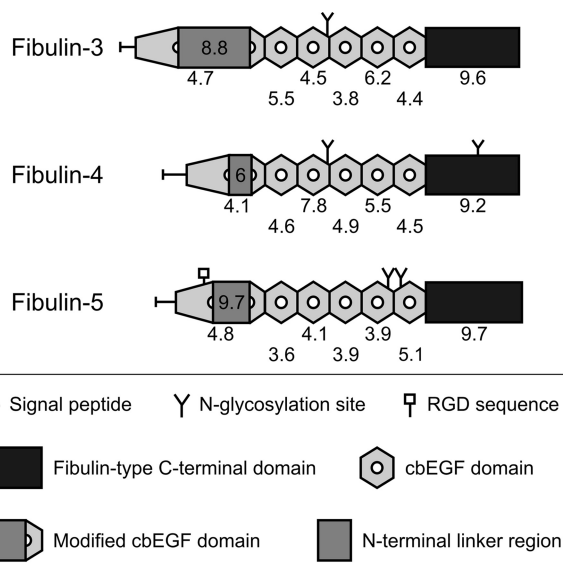 Fibulin-3
8.8
4.7 4.5 6.2 9.6
5.5 3.8 4.4
Fibulin-4
6
4.1 7.8 5.5 9.2
4.6 4.9 4.5
Fibulin-5
9.7
4.8 4.1 3.9 9.7
3.6 3.9 5.1
Signal peptide N-glycosylation site RGD sequence
Fibulin-type C-terminal domain cbEGF domain
Modified cbEGF domain N-terminal linker region